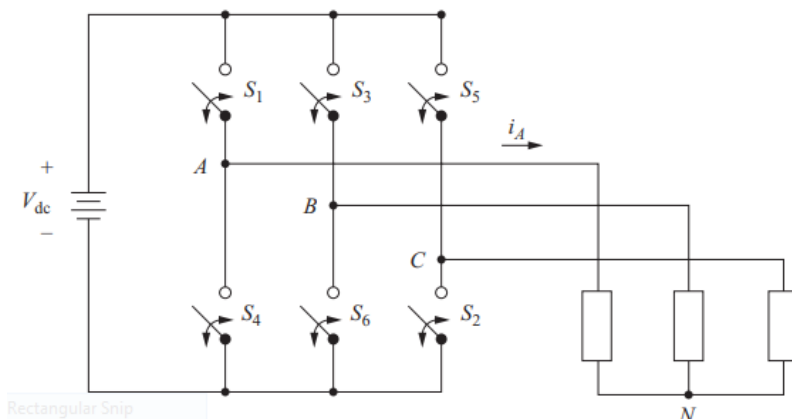 S1 S3 S5
iA
A
+
Vdc
−
B
C
S4 S6 S2
Rectangular Snip
N